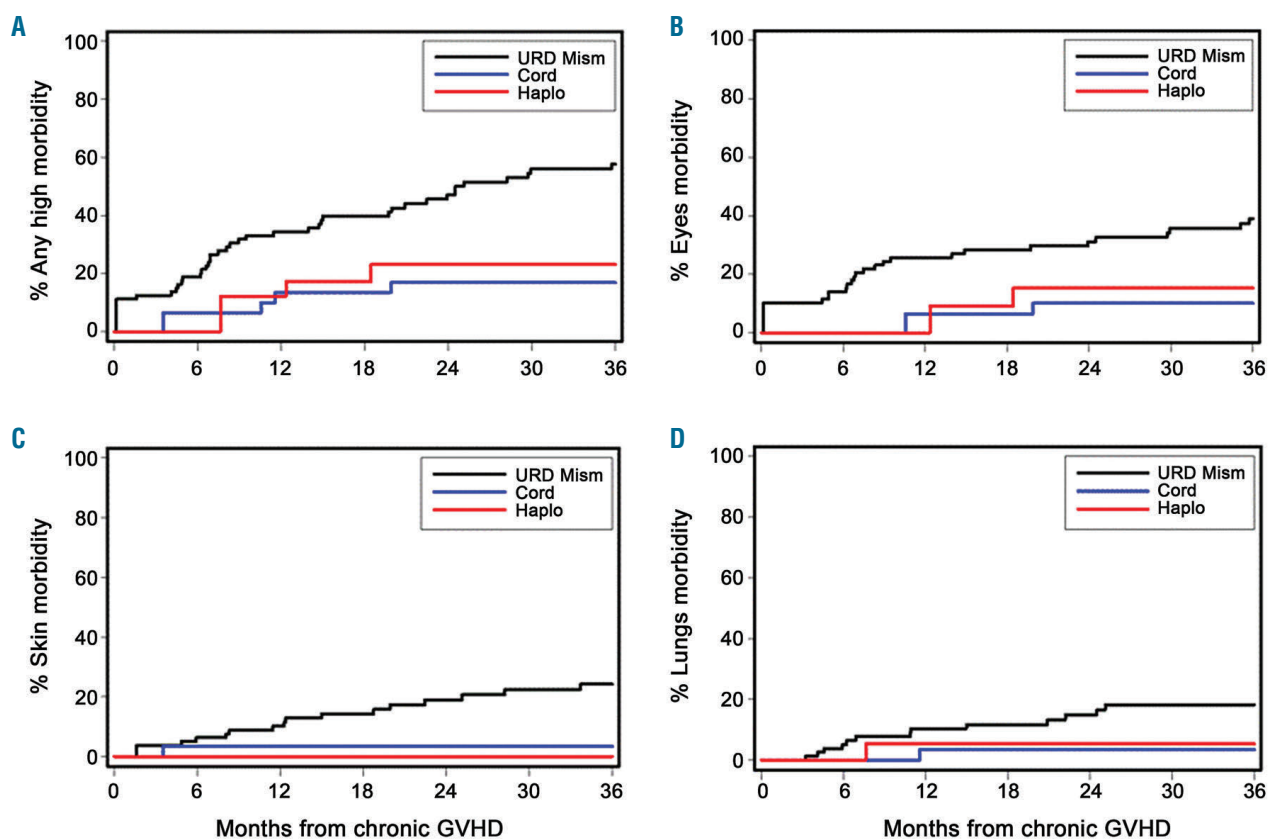 A
% Any high morbidity
100
80
60
40
20
0
0 6 12 18 24 30 36
URD Mism
Cord
Haplo
B
% Eyes morbidity
100
80
60
40
20
0
0 6 12 18 24 30 36
URD Mism
Cord
Haplo
C
% Skin morbidity
100
80
60
40
20
0
0 6 12 18 24 30 36
Months from chronic GVHD
URD Mism
Cord
Haplo
D
% Lungs morbidity
100
80
60
40
20
0
0 6 12 18 24 30 36
Months from chronic GVHD
URD Mism
Cord
Haplo